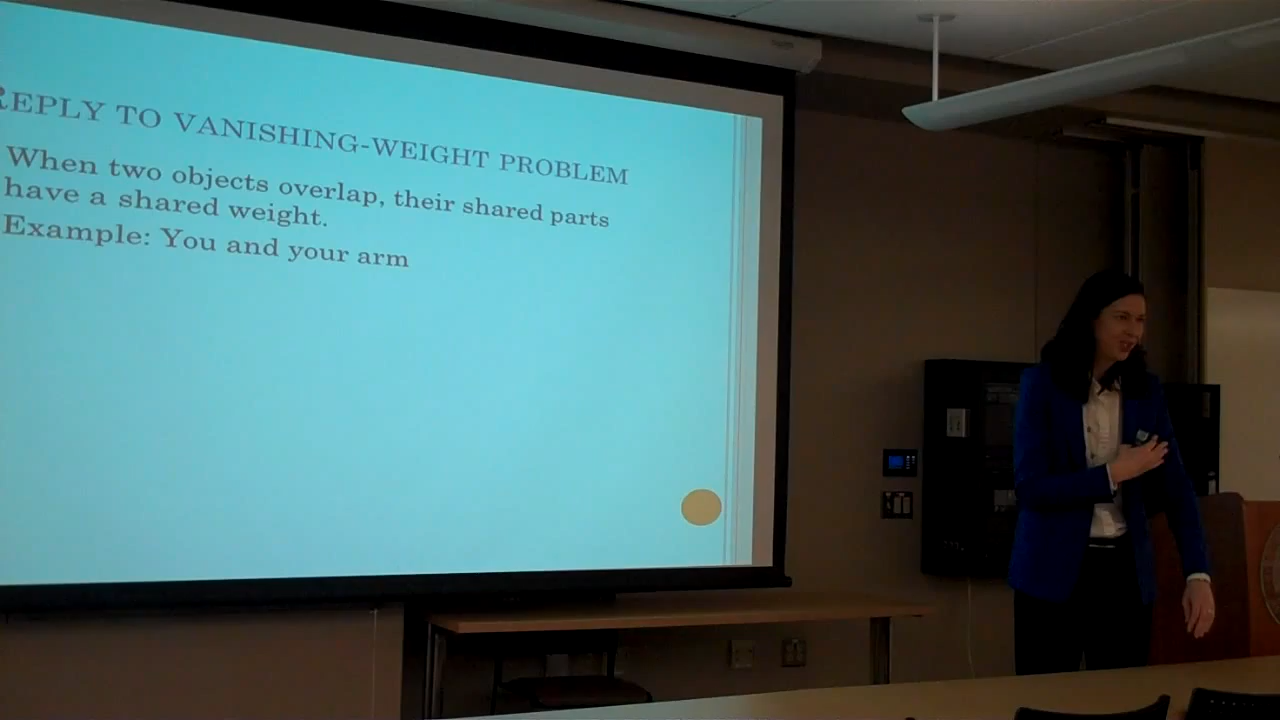 REPLY TO VANISHING-WEIGHT PROBLEM
When two objects overlap, their shared parts
have a shared weight.
Example: You and your arm